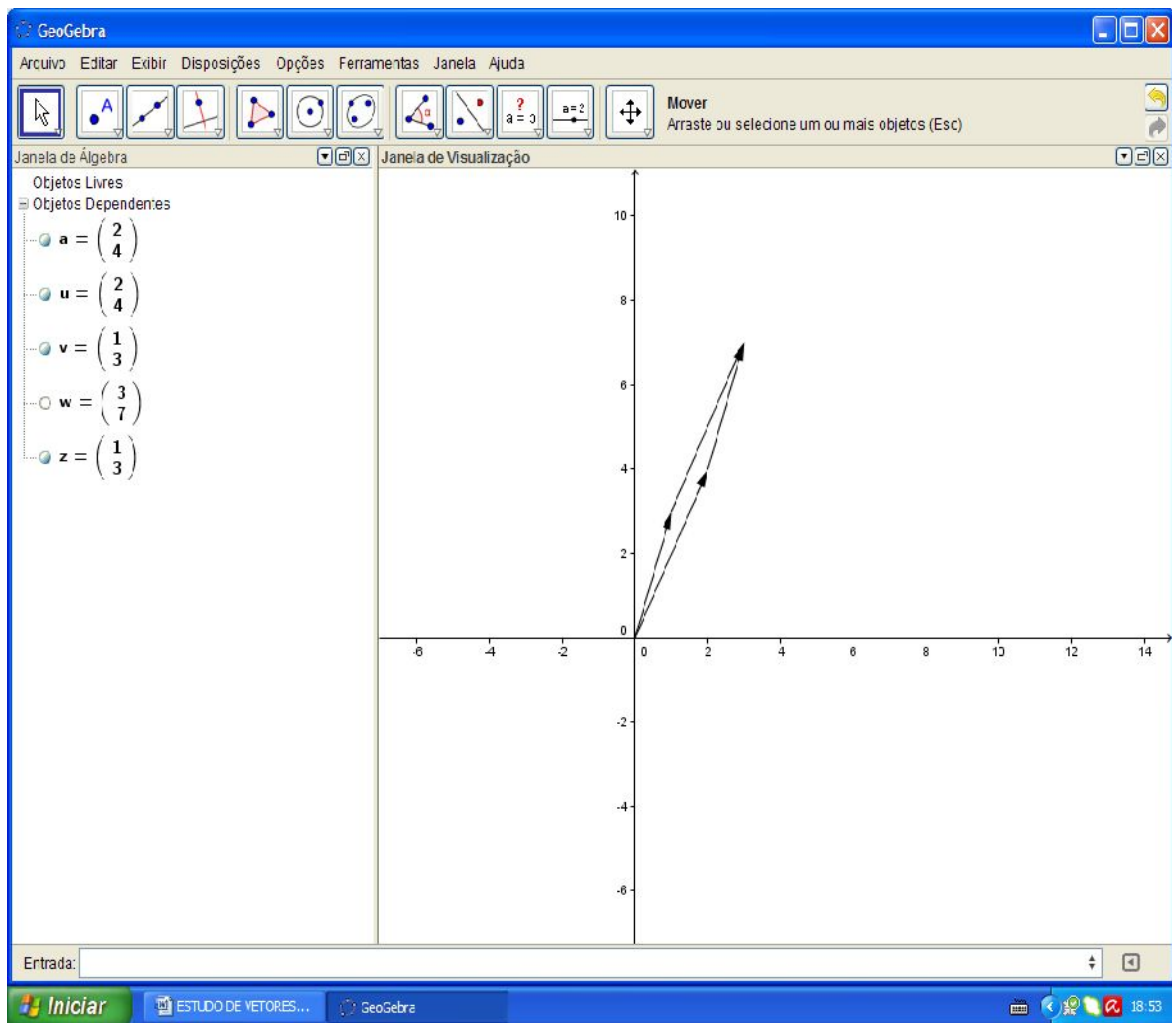 GeoGebra
Arquivo Editar Exibir Disposições Opções Ferramentas Janela Ajuda
A
α
?
a = b
a=2
Mover
Arraste ou selecione um ou mais objetos (Esc)
Janela de Álgebra
Janela de Visualização
Objetos Livres
Objetos Dependentes
a = ( 2
4 )
u = ( 2
4 )
v = ( 1
3 )
w = ( 3
7 )
z = ( 1
3 )
10
8
6
4
2
0
-6 -4 -2 0 2 4 6 8 10 12 14
-2
-4
-6
Entrada:
Iniciar
ESTUDO DE VETORES...
GeoGebra
18:53